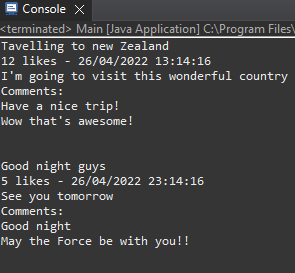 Console
<terminated> Main [Java Application] C:\Program Files\
Tavelling to new Zealand
12 likes - 26/04/2022 13:14:16
I'm going to visit this wonderful country
Comments:
Have a nice trip!
Wow that's awesome!
Good night guys
5 likes - 26/04/2022 23:14:16
See you tomorrow
Comments:
Good night
May the Force be with you!!